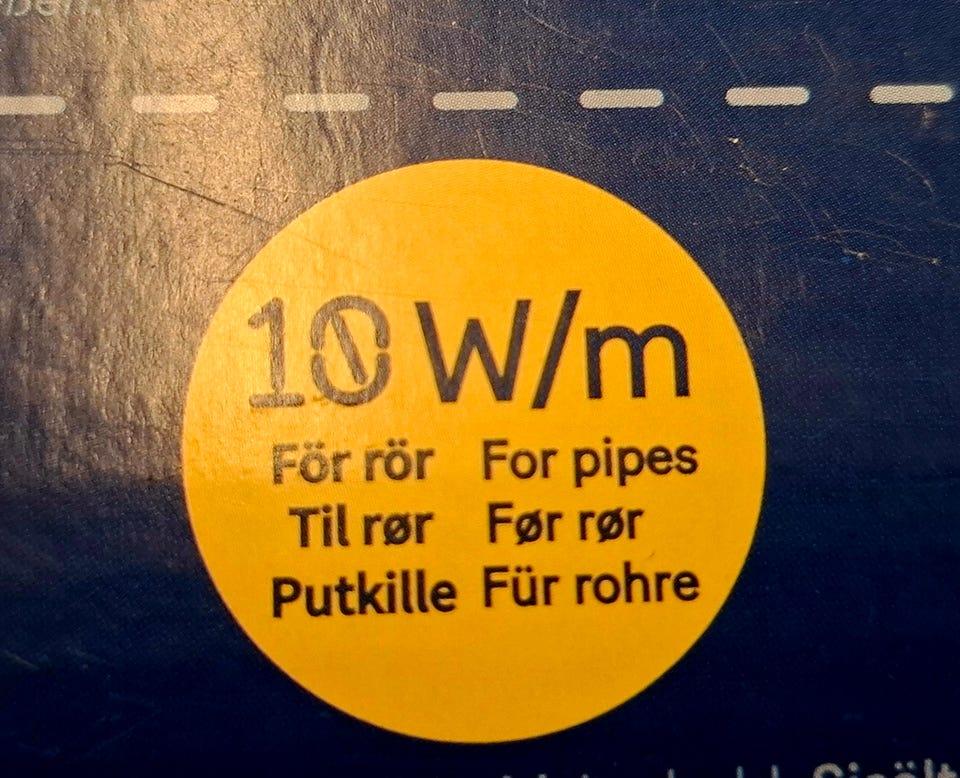 10 W/m
För rör For pipes
Til rør Før rør
Putkille Für rohre